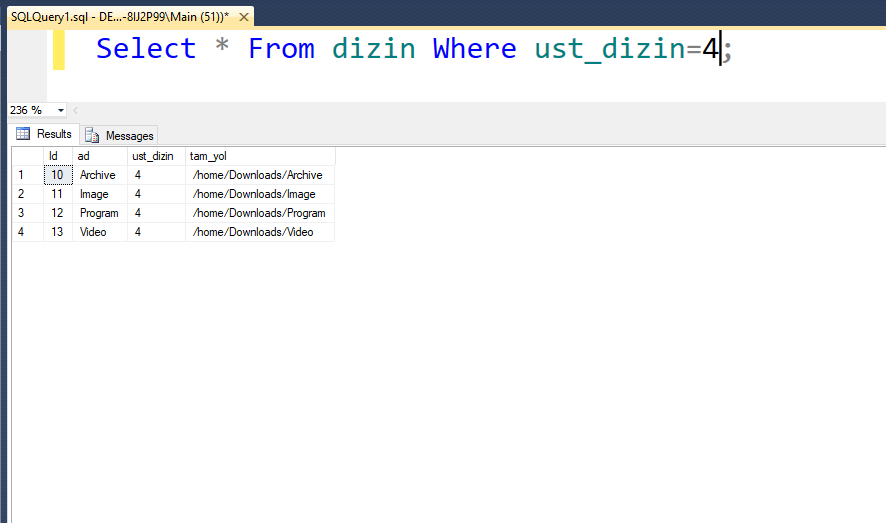 SQLQuery1.sql - DE...-8IJ2P99\Main (51))*
Select * From dizin Where ust_dizin=4;
236 %
Results Messages
Id ad ust_dizin tam_yol
1 10 Archive 4 /home/Downloads/Archive
2 11 Image 4 /home/Downloads/Image
3 12 Program 4 /home/Downloads/Program
4 13 Video 4 /home/Downloads/Video